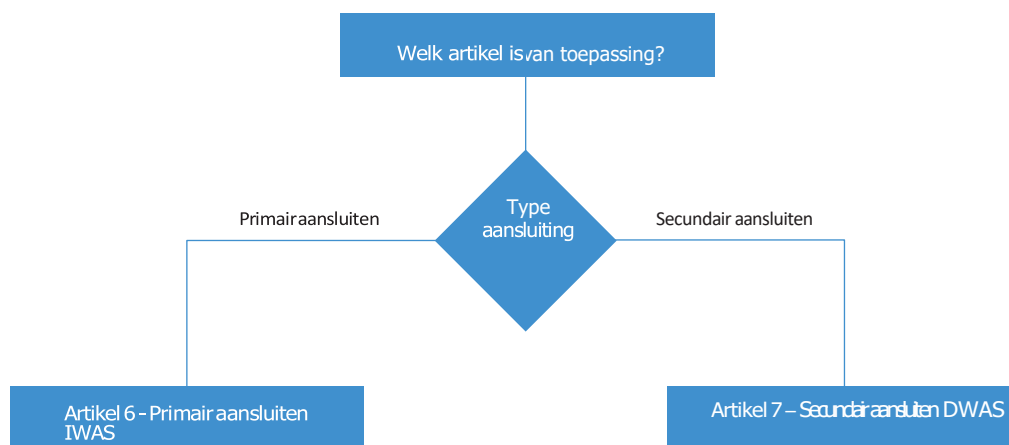 Welk artikel is van toepassing?
Type
aansluiting
Primair aansluiten
Secundair aansluiten
Artikel 6 - Primair aansluiten
IWAS
Artikel 7 – Secundair aansluiten DWAS